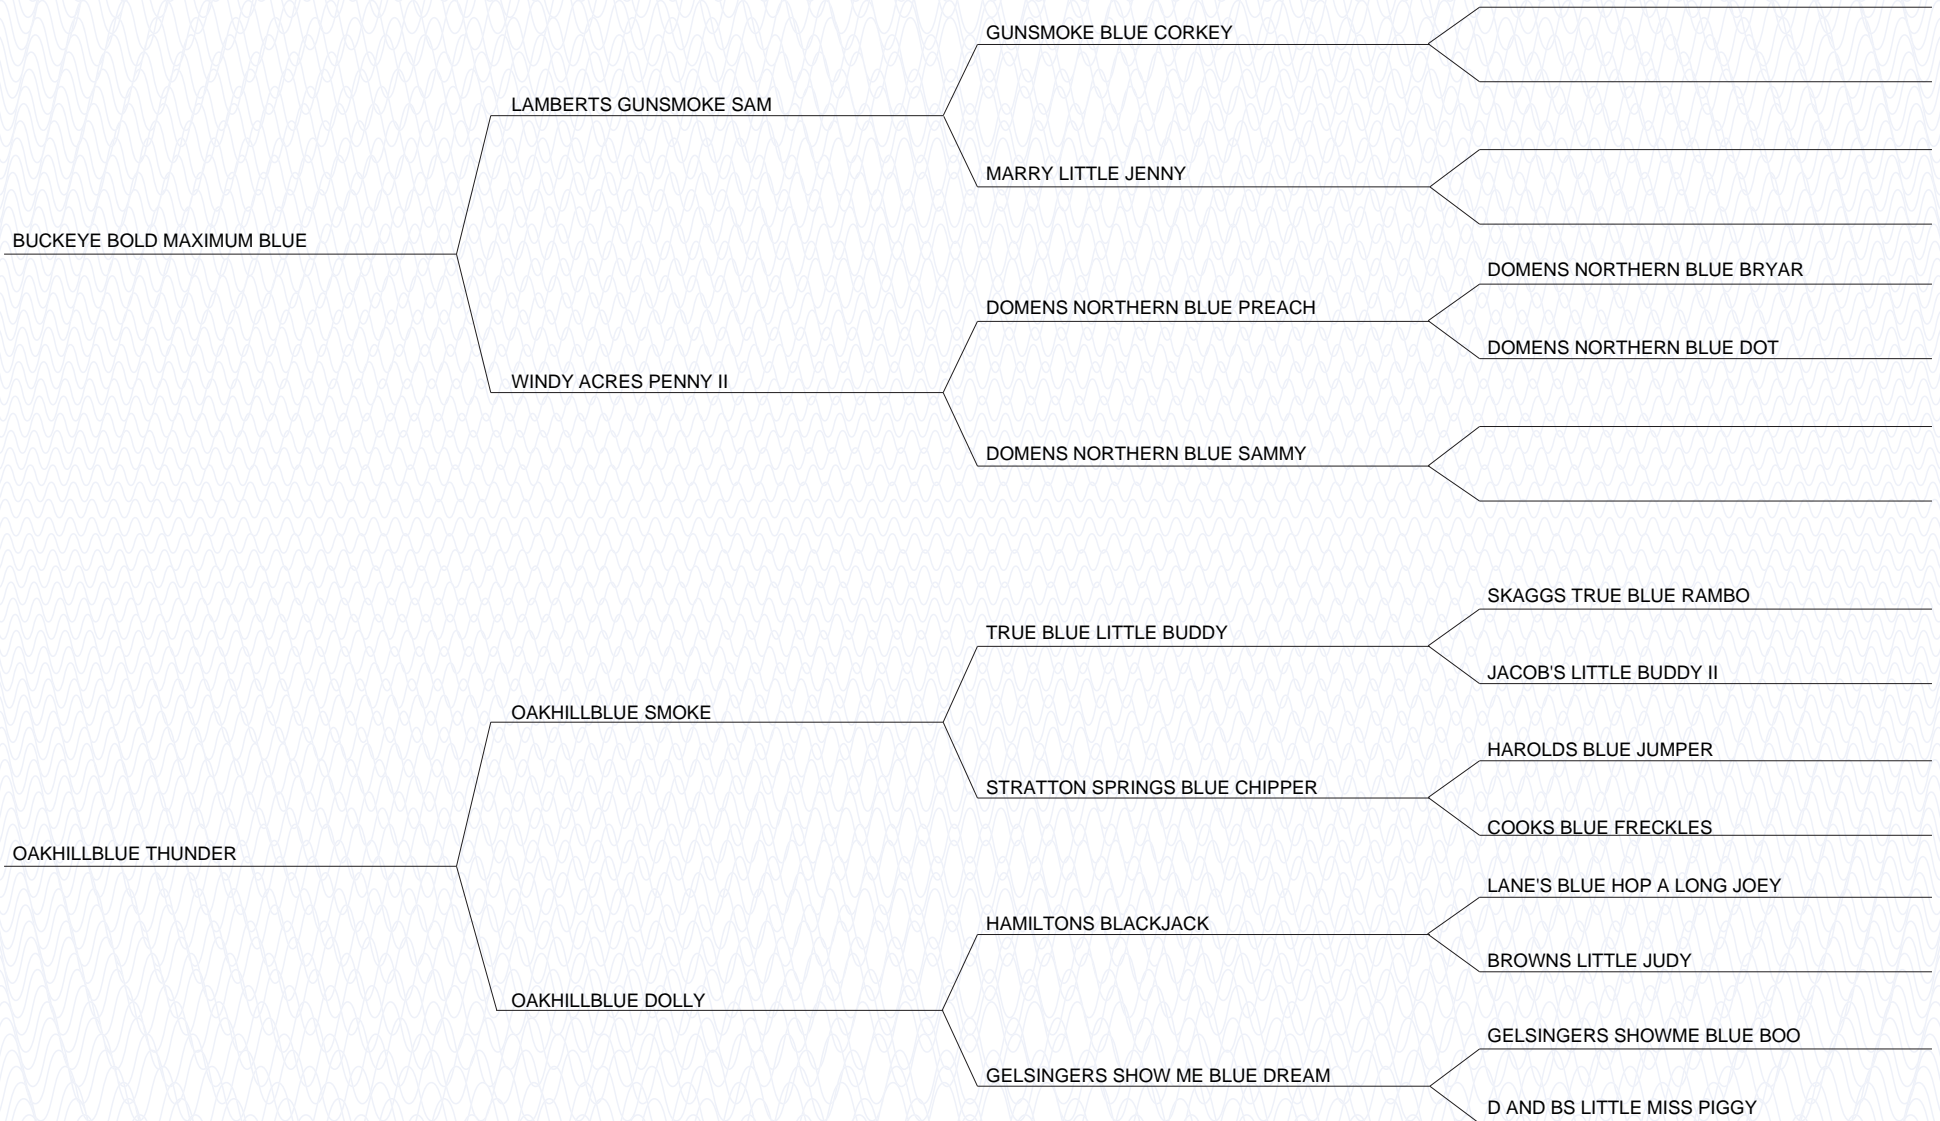 GUNSMOKE BLUE CORKEY
LAMBERTS GUNSMOKE SAM
MARRY LITTLE JENNY
BUCKEYE BOLD MAXIMUM BLUE
DOMENS NORTHERN BLUE BRYAR
DOMENS NORTHERN BLUE PREACH
DOMENS NORTHERN BLUE DOT
WINDY ACRES PENNY II
DOMENS NORTHERN BLUE SAMMY
SKAGGS TRUE BLUE RAMBO
TRUE BLUE LITTLE BUDDY
JACOB'S LITTLE BUDDY II
OAKHILLBLUE SMOKE
HAROLDS BLUE JUMPER
STRATTON SPRINGS BLUE CHIPPER
COOKS BLUE FRECKLES
OAKHILLBLUE THUNDER
LANE'S BLUE HOP A LONG JOEY
HAMILTONS BLACKJACK
BROWNS LITTLE JUDY
OAKHILLBLUE DOLLY
GELSINGERS SHOWME BLUE BOO
GELSINGERS SHOW ME BLUE DREAM
D AND BS LITTLE MISS PIGGY